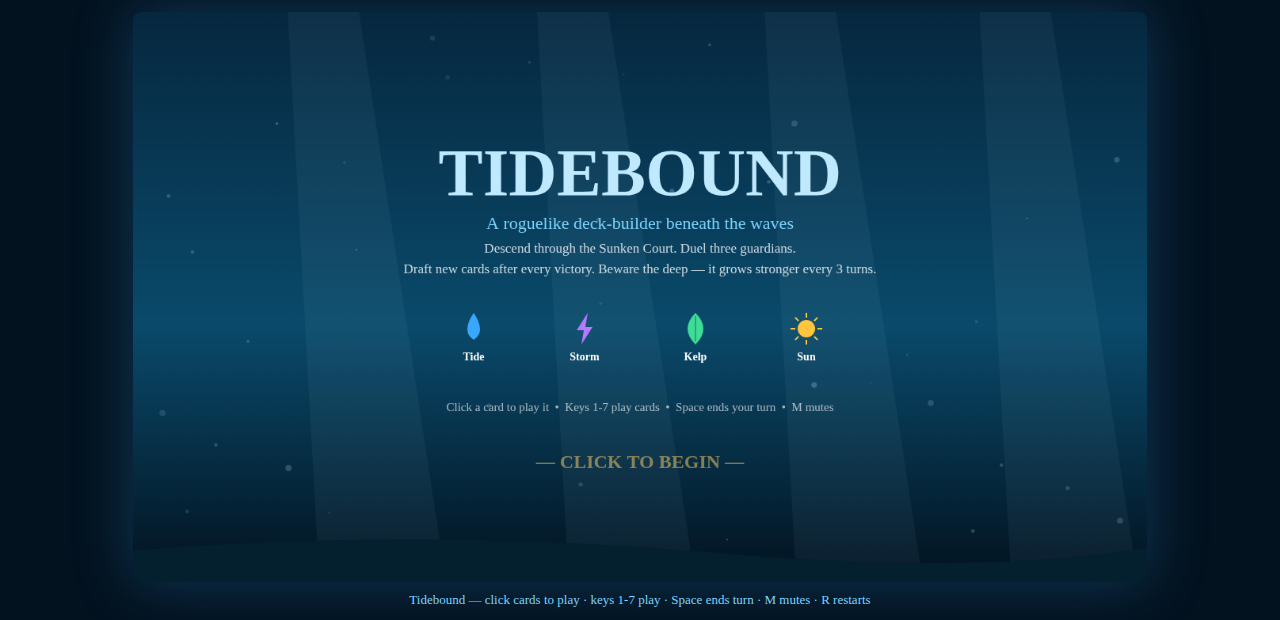 TIDEBOUND
A roguelike deck-builder beneath the waves
Descend through the Sunken Court. Duel three guardians.
Draft new cards after every victory. Beware the deep — it grows stronger every 3 turns.
Tide Storm Kelp Sun
Click a card to play it • Keys 1-7 play cards • Space ends your turn • M mutes
— CLICK TO BEGIN —
Tidebound — click cards to play · keys 1-7 play · Space ends turn · M mutes · R restarts